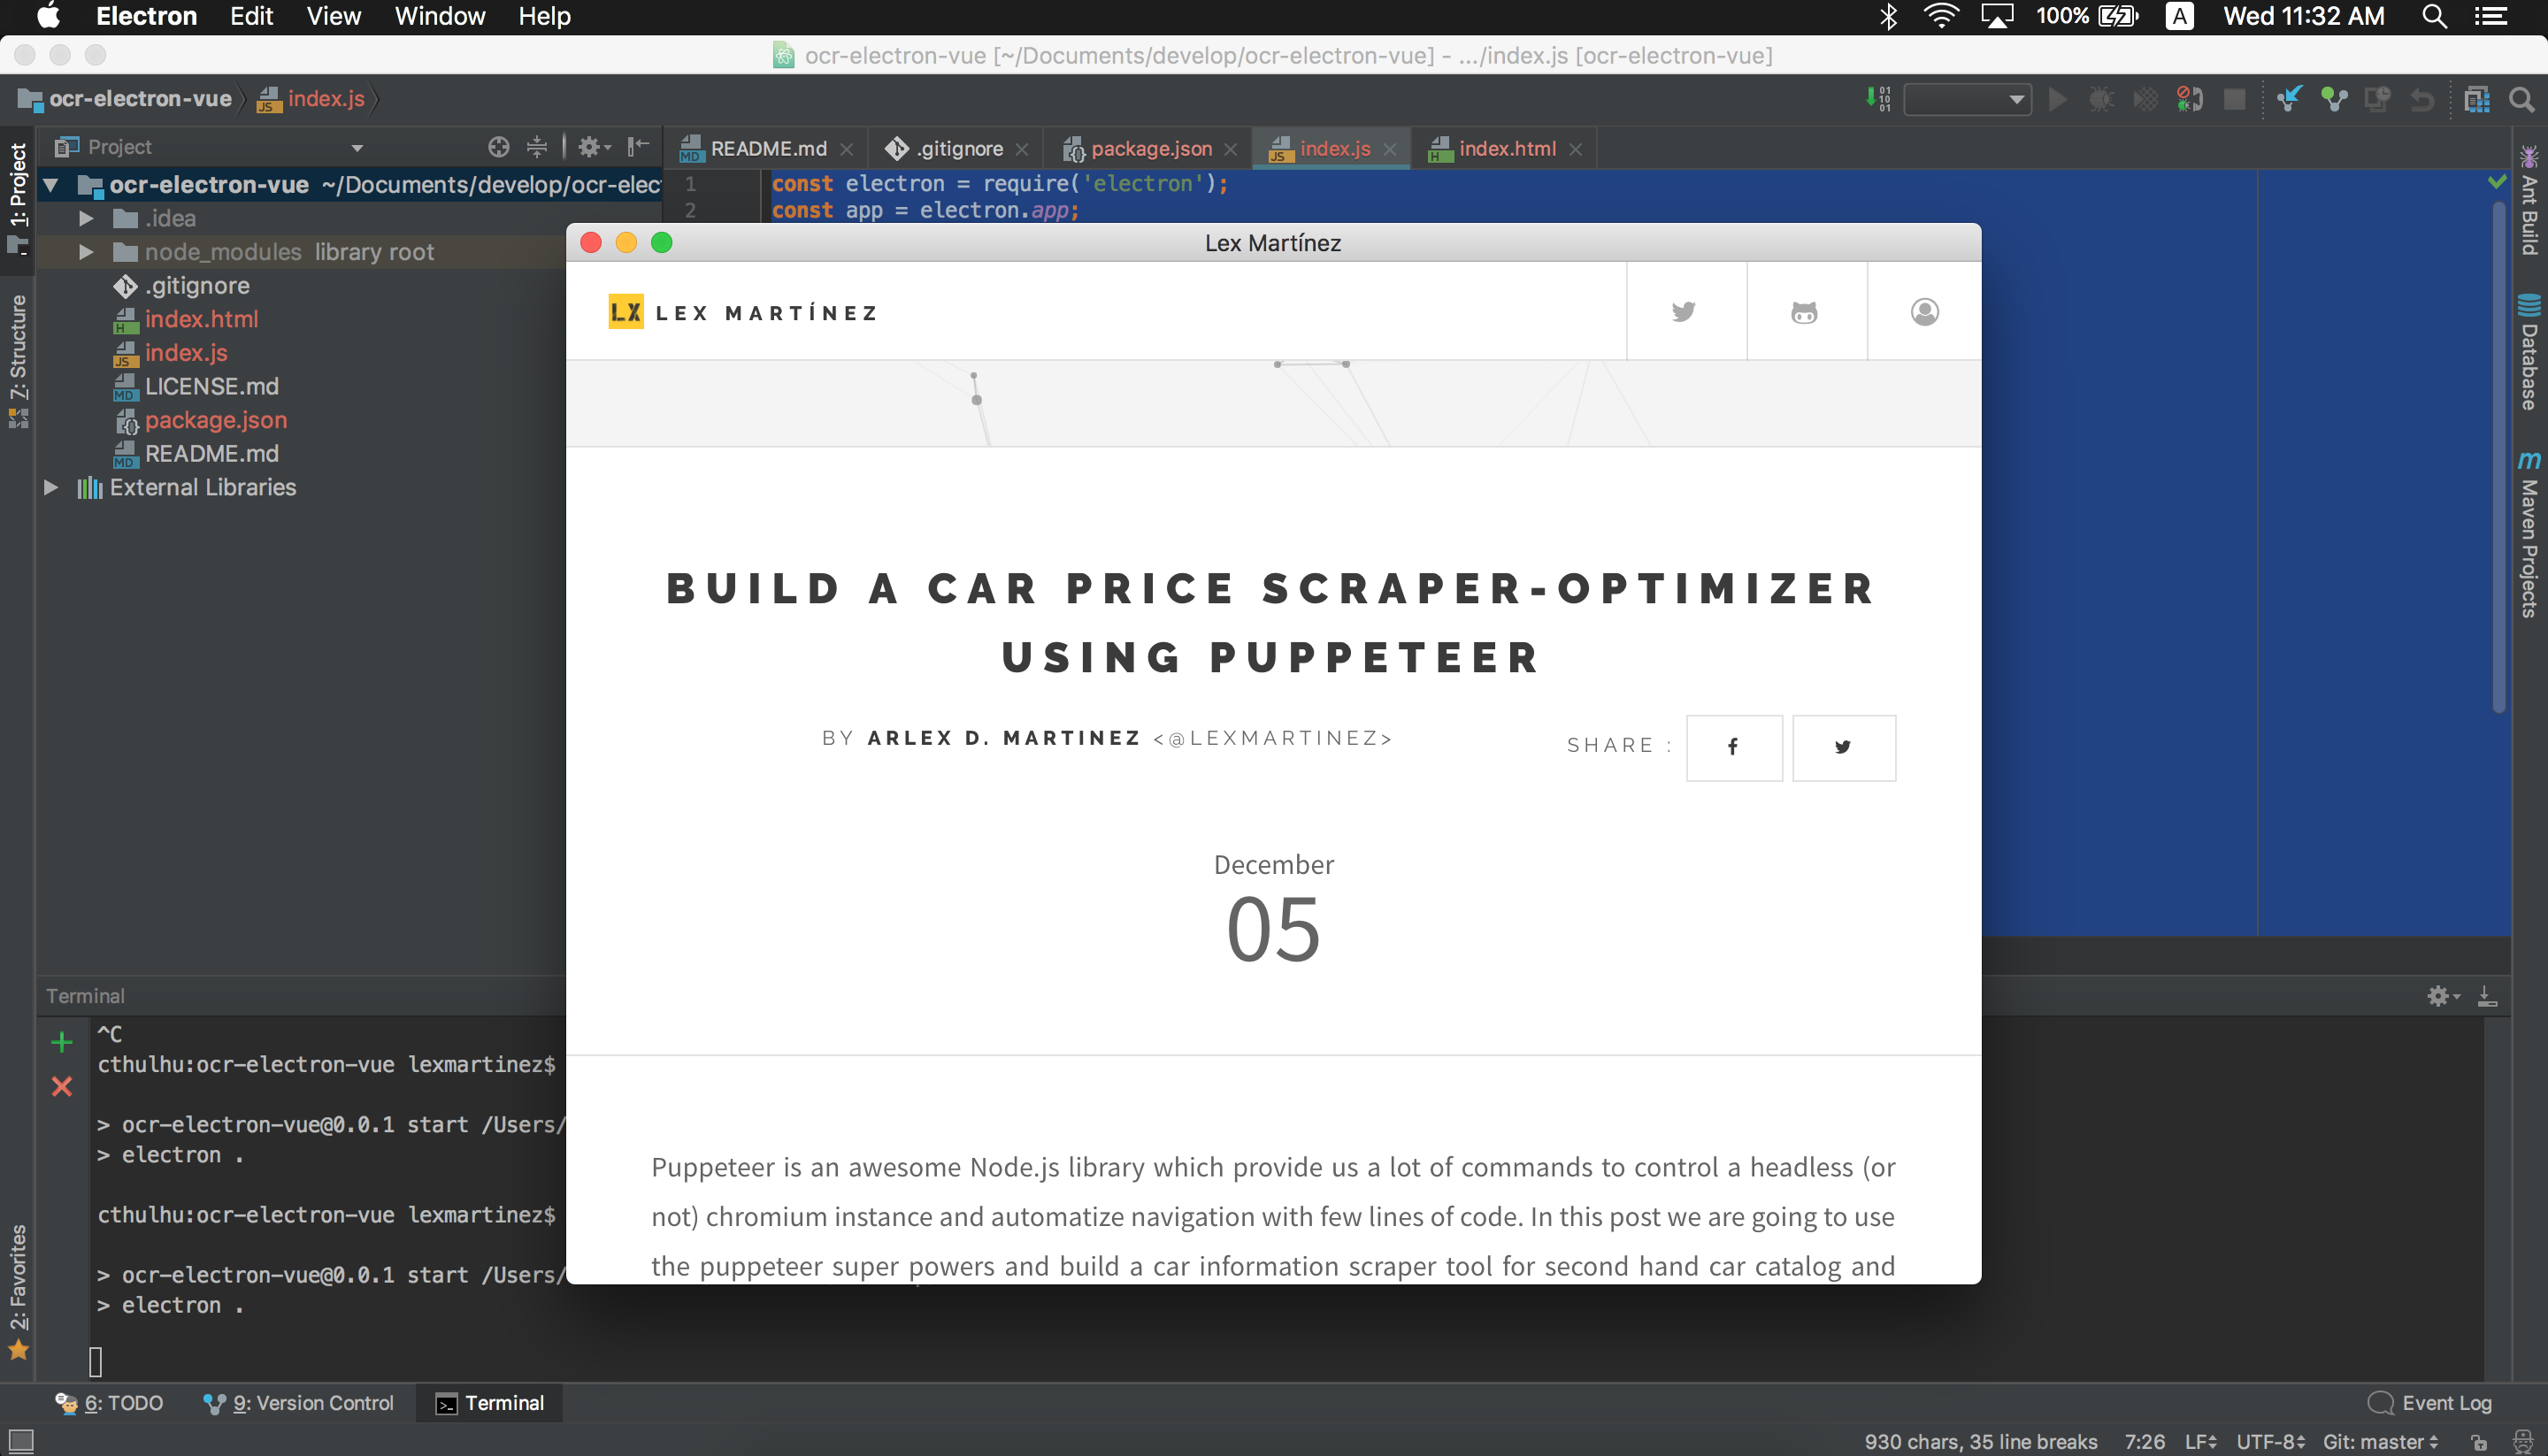 Electron Edit View Window Help 100% A Wed 11:32 AM
ocr-electron-vue [~/Documents/develop/ocr-electron-vue] - .../index.js [ocr-electron-vue]
ocr-electron-vue index.js
Project
README.md .gitignore package.json index.js index.html
ocr-electron-vue ~/Documents/develop/ocr-elec
.idea
node_modules library root
.gitignore
index.html
index.js
LICENSE.md
package.json
README.md
External Libraries
1: Project
Z: Structure
2: Favorites
1 const electron = require('electron');
2 const app = electron.app;
Ant Build
Database
Maven Projects
Lex Martínez
LX LEX MARTÍNEZ
BUILD A CAR PRICE SCRAPER-OPTIMIZER
USING PUPPETEER
BY ARLEX D. MARTINEZ <@LEXMARTINEZ>
SHARE :
December
05
Puppeteer is an awesome Node.js library which provide us a lot of commands to control a headless (or
not) chromium instance and automatize navigation with few lines of code. In this post we are going to use
the puppeteer super powers and build a car information scraper tool for second hand car catalog and
Terminal
^C
cthulhu:ocr-electron-vue lexmartinez$
> ocr-electron-vue@0.0.1 start /Users/
> electron .
cthulhu:ocr-electron-vue lexmartinez$
> ocr-electron-vue@0.0.1 start /Users/
> electron .
6: TODO 9: Version Control Terminal Event Log
930 chars, 35 line breaks 7:26 LF UTF-8 Git: master